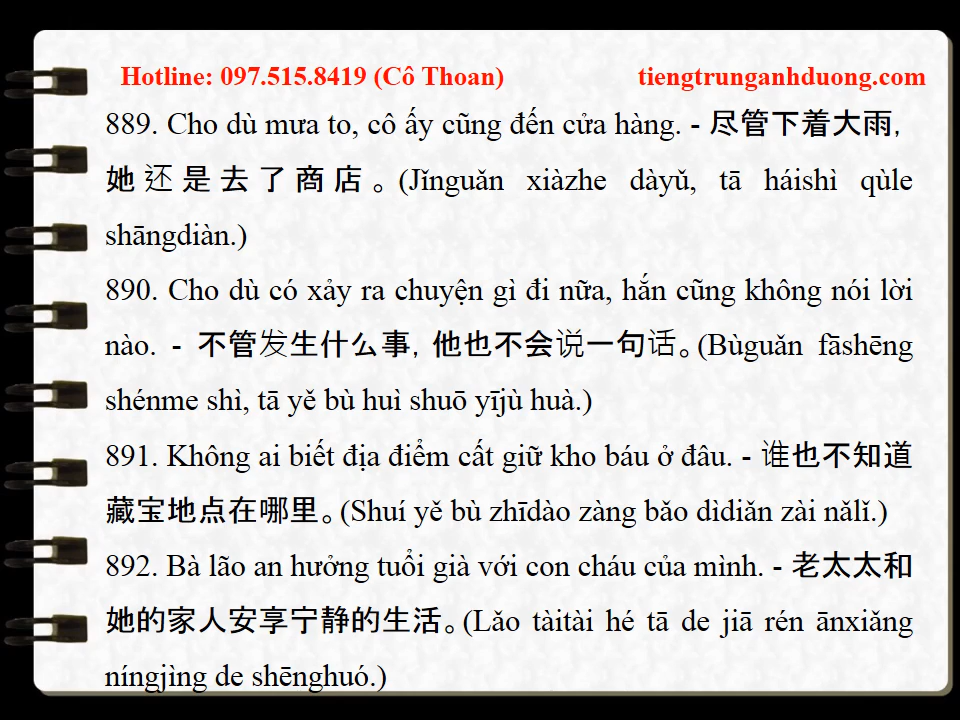 Hotline: 097.515.8419 (Cô Thoan) tiengtrunganhduong.com
889. Cho dù mưa to, cô ấy cũng đến cửa hàng. - 尽管下着大雨,
她还是去了商店。(Jǐnguǎn xiàzhe dàyǔ, tā háishì qùle
shāngdiàn.)
890. Cho dù có xảy ra chuyện gì đi nữa, hắn cũng không nói lời
nào. - 不管发生什么事, 他也不会说一句话。(Bùguǎn fāshēng
shénme shì, tā yě bù huì shuō yījù huà.)
891. Không ai biết địa điểm cất giữ kho báu ở đâu. - 谁也不知道
藏宝地点在哪里。(Shuí yě bù zhīdào zàng bǎo dìdiǎn zài nǎlǐ.)
892. Bà lão an hưởng tuổi già với con cháu của mình. - 老太太和
她的家人安享宁静的生活。(Lǎo tàitài hé tā de jiā rén ānxiǎng
níngjìng de shēnghuó.)